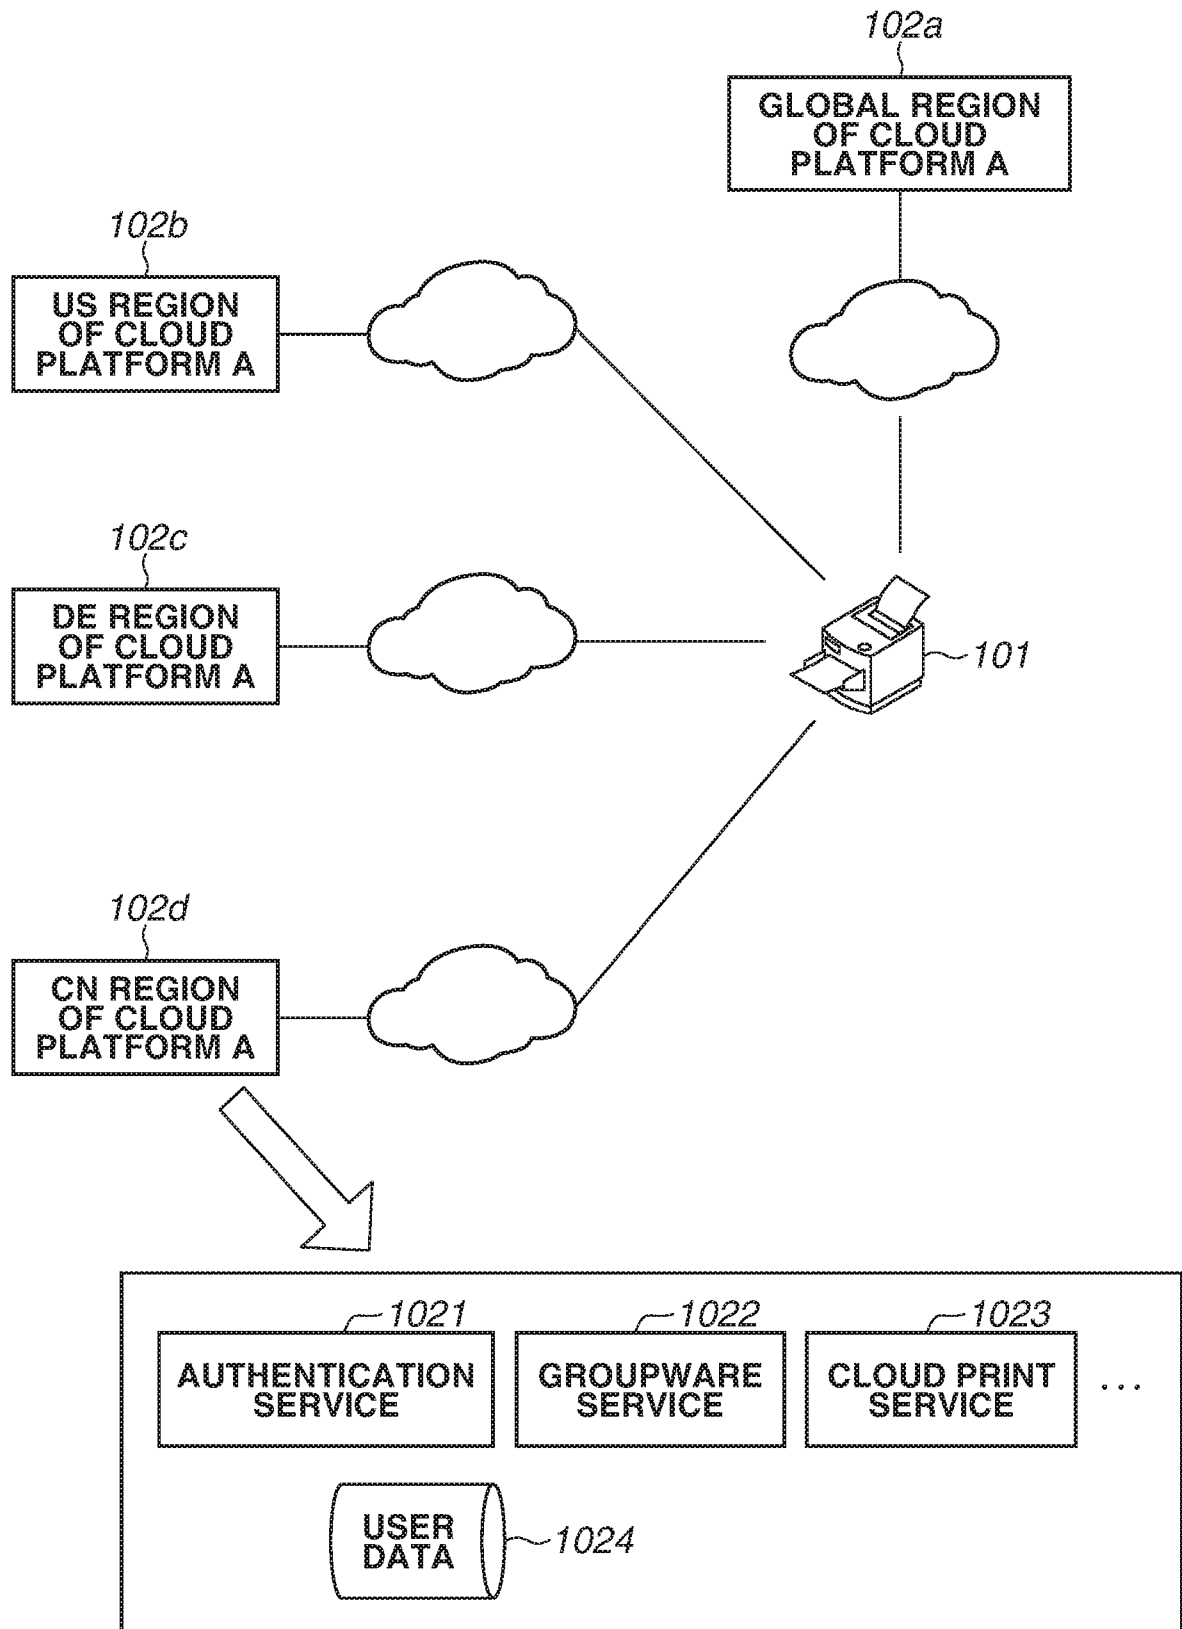 102a
GLOBAL REGION
OF CLOUD
PLATFORM A
102b
US REGION
OF CLOUD
PLATFORM A
102c
DE REGION
OF CLOUD
PLATFORM A
101
102d
CN REGION
OF CLOUD
PLATFORM A
1021
1022
1023
AUTHENTICATION
SERVICE
GROUPWARE
SERVICE
CLOUD PRINT
SERVICE
...
USER
DATA
1024